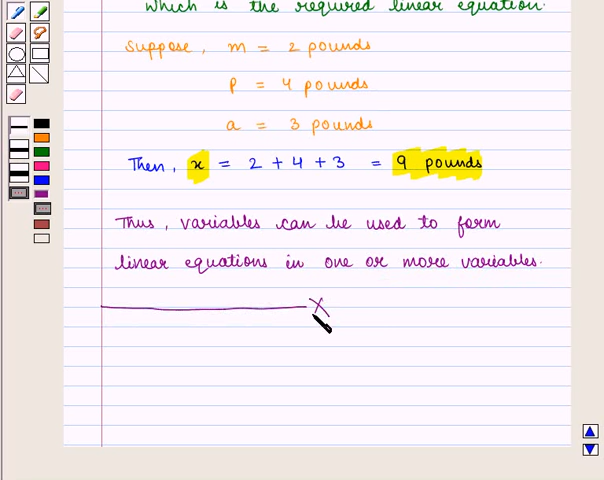 which is the required linear equation.
Suppose, m = 2 pounds
p = 4 pounds
a = 3 pounds
Then, x = 2 + 4 + 3 = 9 pounds
Thus, variables can be used to form
linear equations in one or more variables.